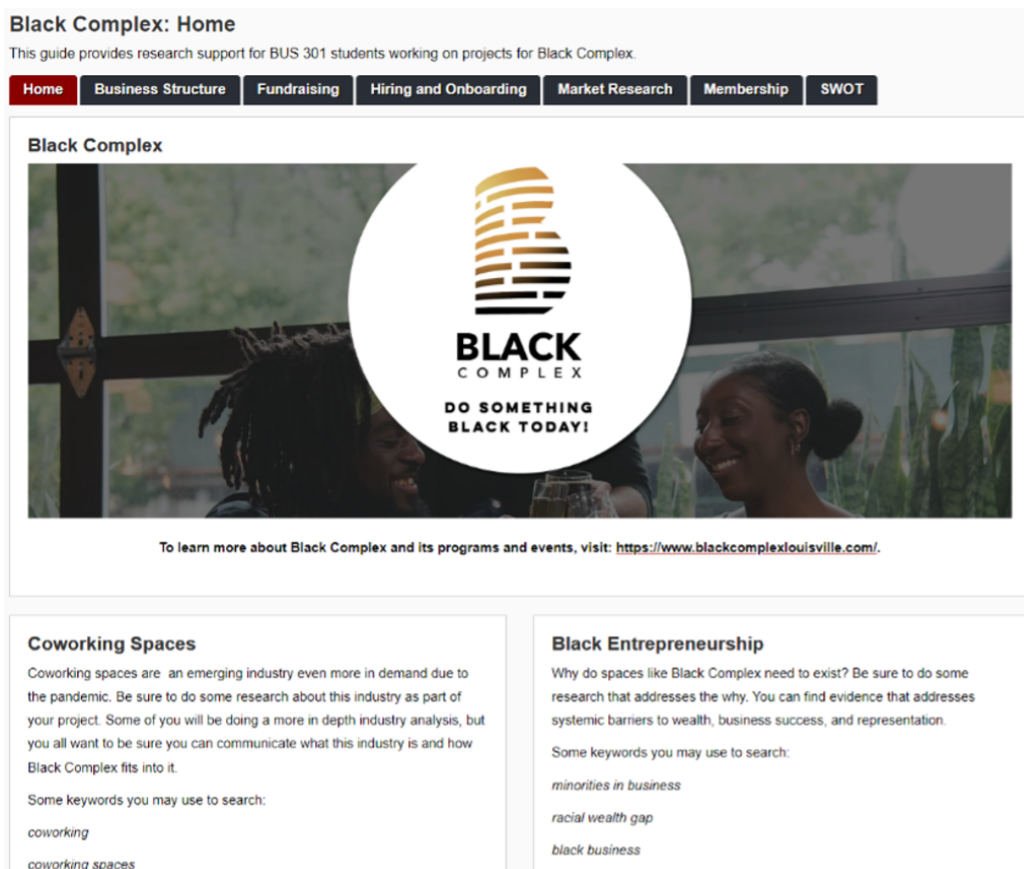 Black Complex: Home
This guide provides research support for BUS 301 students working on projects for Black Complex.
Home
Business Structure
Fundraising
Hiring and Onboarding
Market Research
Membership
SWOT
Black Complex
BLACK
COMPLEX
DO SOMETHING
BLACK TODAY!
To learn more about Black Complex and its programs and events, visit: https://www.blackcomplexlouisville.com/.
Coworking Spaces
Coworking spaces are  an emerging industry even more in demand due to
the pandemic. Be sure to do some research about this industry as part of
your project. Some of you will be doing a more in depth industry analysis, but
you all want to be sure you can communicate what this industry is and how
Black Complex fits into it.
Some keywords you may use to search:
coworking
coworking spaces
Black Entrepreneurship
Why do spaces like Black Complex need to exist? Be sure to do some
research that addresses the why. You can find evidence that addresses
systemic barriers to wealth, business success, and representation.
Some keywords you may use to search:
minorities in business
racial wealth gap
black business